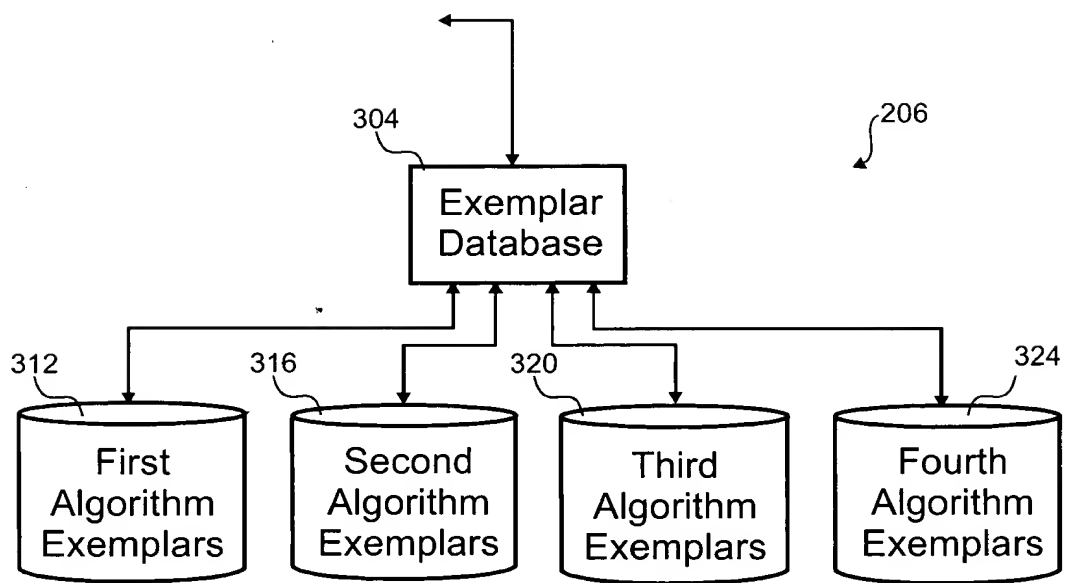 304
206
Exemplar
Database
312
316
320
324
First
Algorithm
Exemplars
Second
Algorithm
Exemplars
Third
Algorithm
Exemplars
Fourth
Algorithm
Exemplars